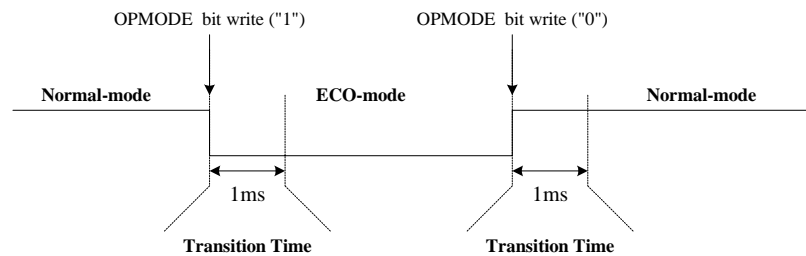 OPMODE bit write ("1")
OPMODE bit write ("0")
Normal-mode
ECO-mode
Normal-mode
1ms
1ms
Transition Time
Transition Time